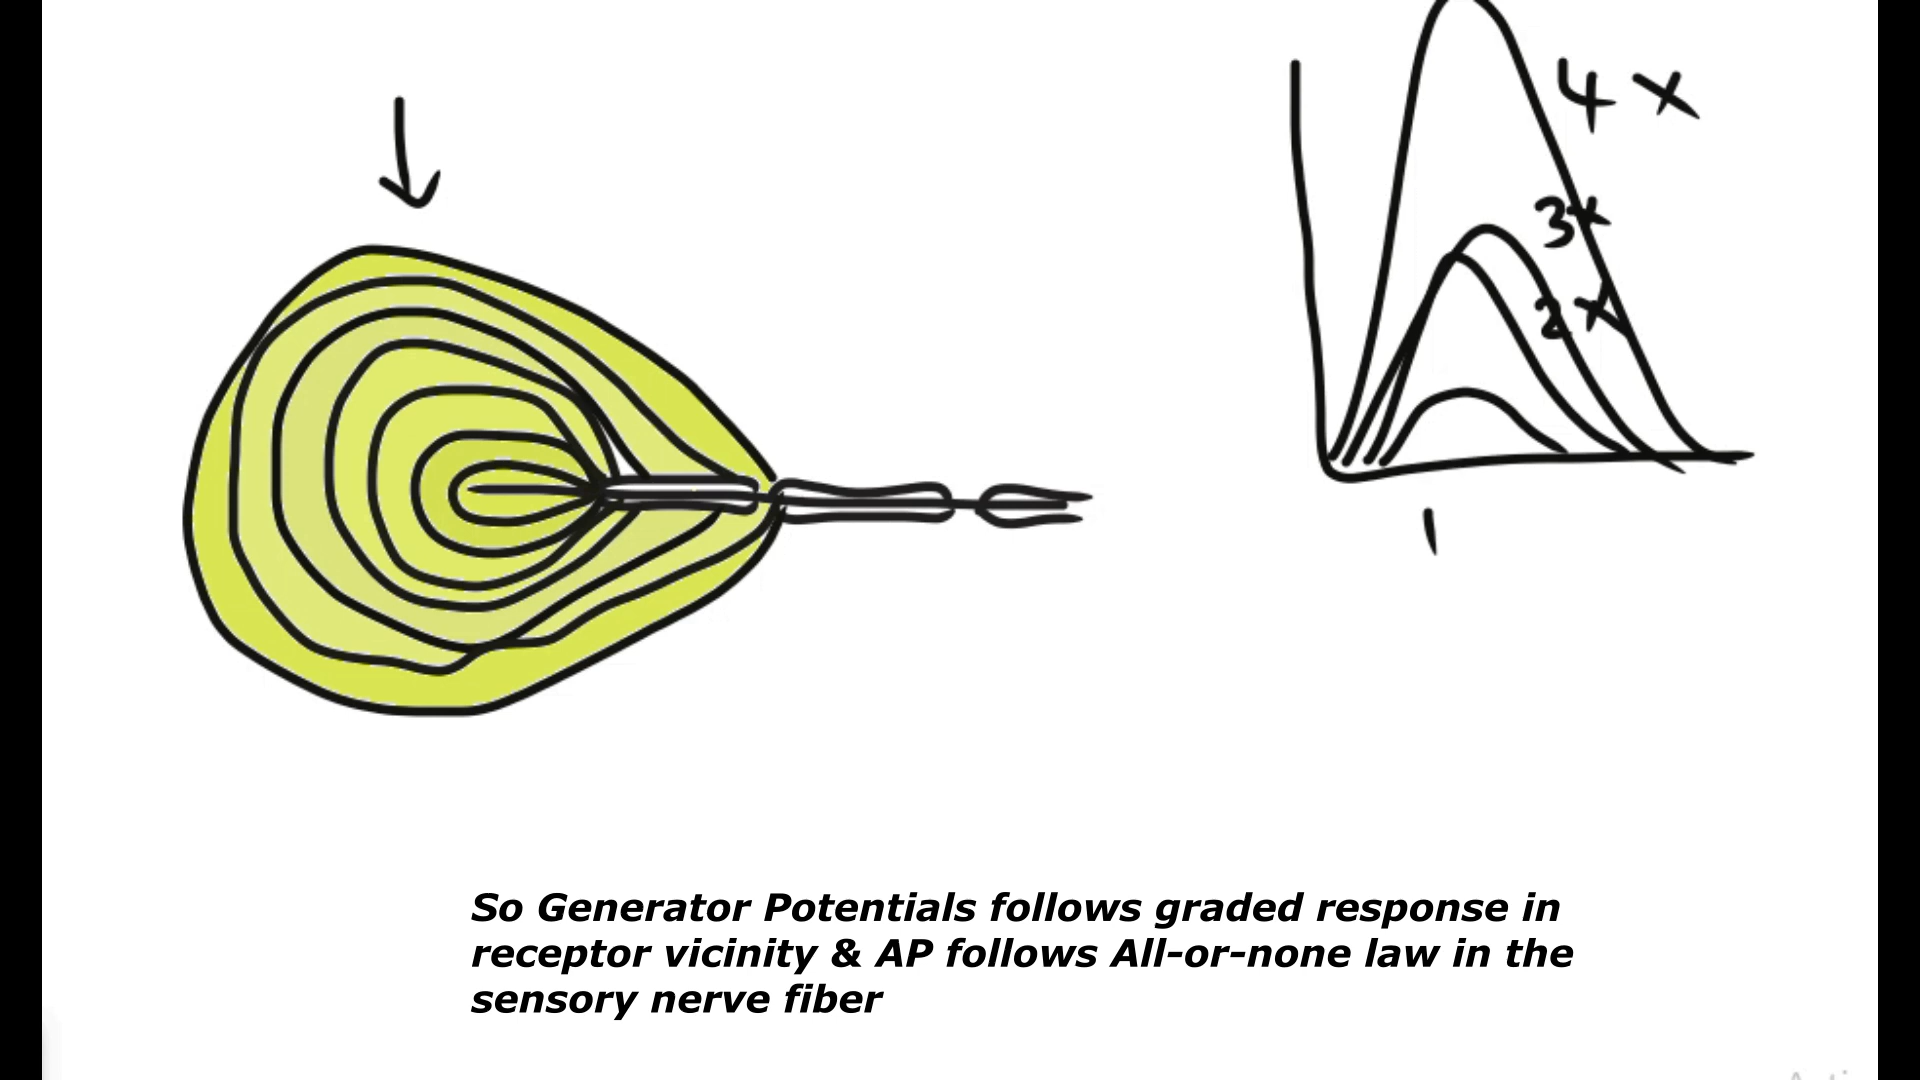 4x
3x
2x
1
So Generator Potentials follows graded response in
receptor vicinity & AP follows All-or-none law in the
sensory nerve fiber